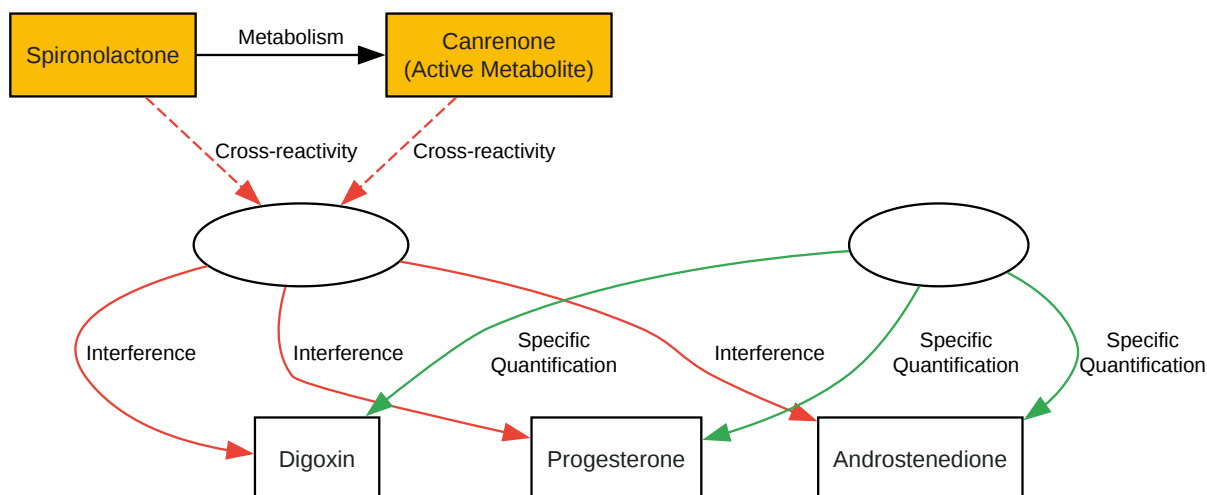 Metabolism
Spironolactone
Canrenone
(Active Metabolite)
Cross-reactivity
Cross-reactivity
Interference
Interference
Specific
Quantification
Interference
Specific
Quantification
Specific
Quantification
Digoxin
Progesterone
Androstenedione